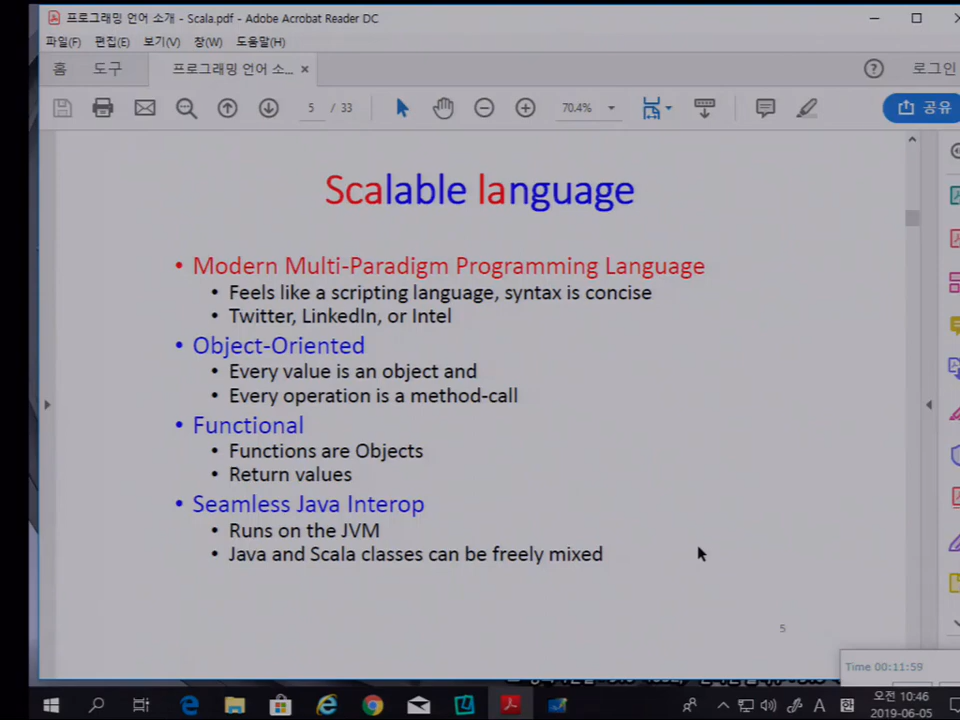 프로그래밍 언어 소개 - Scala.pdf - Adobe Acrobat Reader DC
파일(F) 편집(E) 보기(V) 창(W) 도움말(H)
홈 도구 프로그래밍 언어 소... × 로그인
5 / 33 70.4% 공유
Scalable language
• Modern Multi-Paradigm Programming Language
• Feels like a scripting language, syntax is concise
• Twitter, LinkedIn, or Intel
• Object-Oriented
• Every value is an object and
• Every operation is a method-call
• Functional
• Functions are Objects
• Return values
• Seamless Java Interop
• Runs on the JVM
• Java and Scala classes can be freely mixed
5
Time 00:11:59
A 한 오전 10:46
2019-06-05